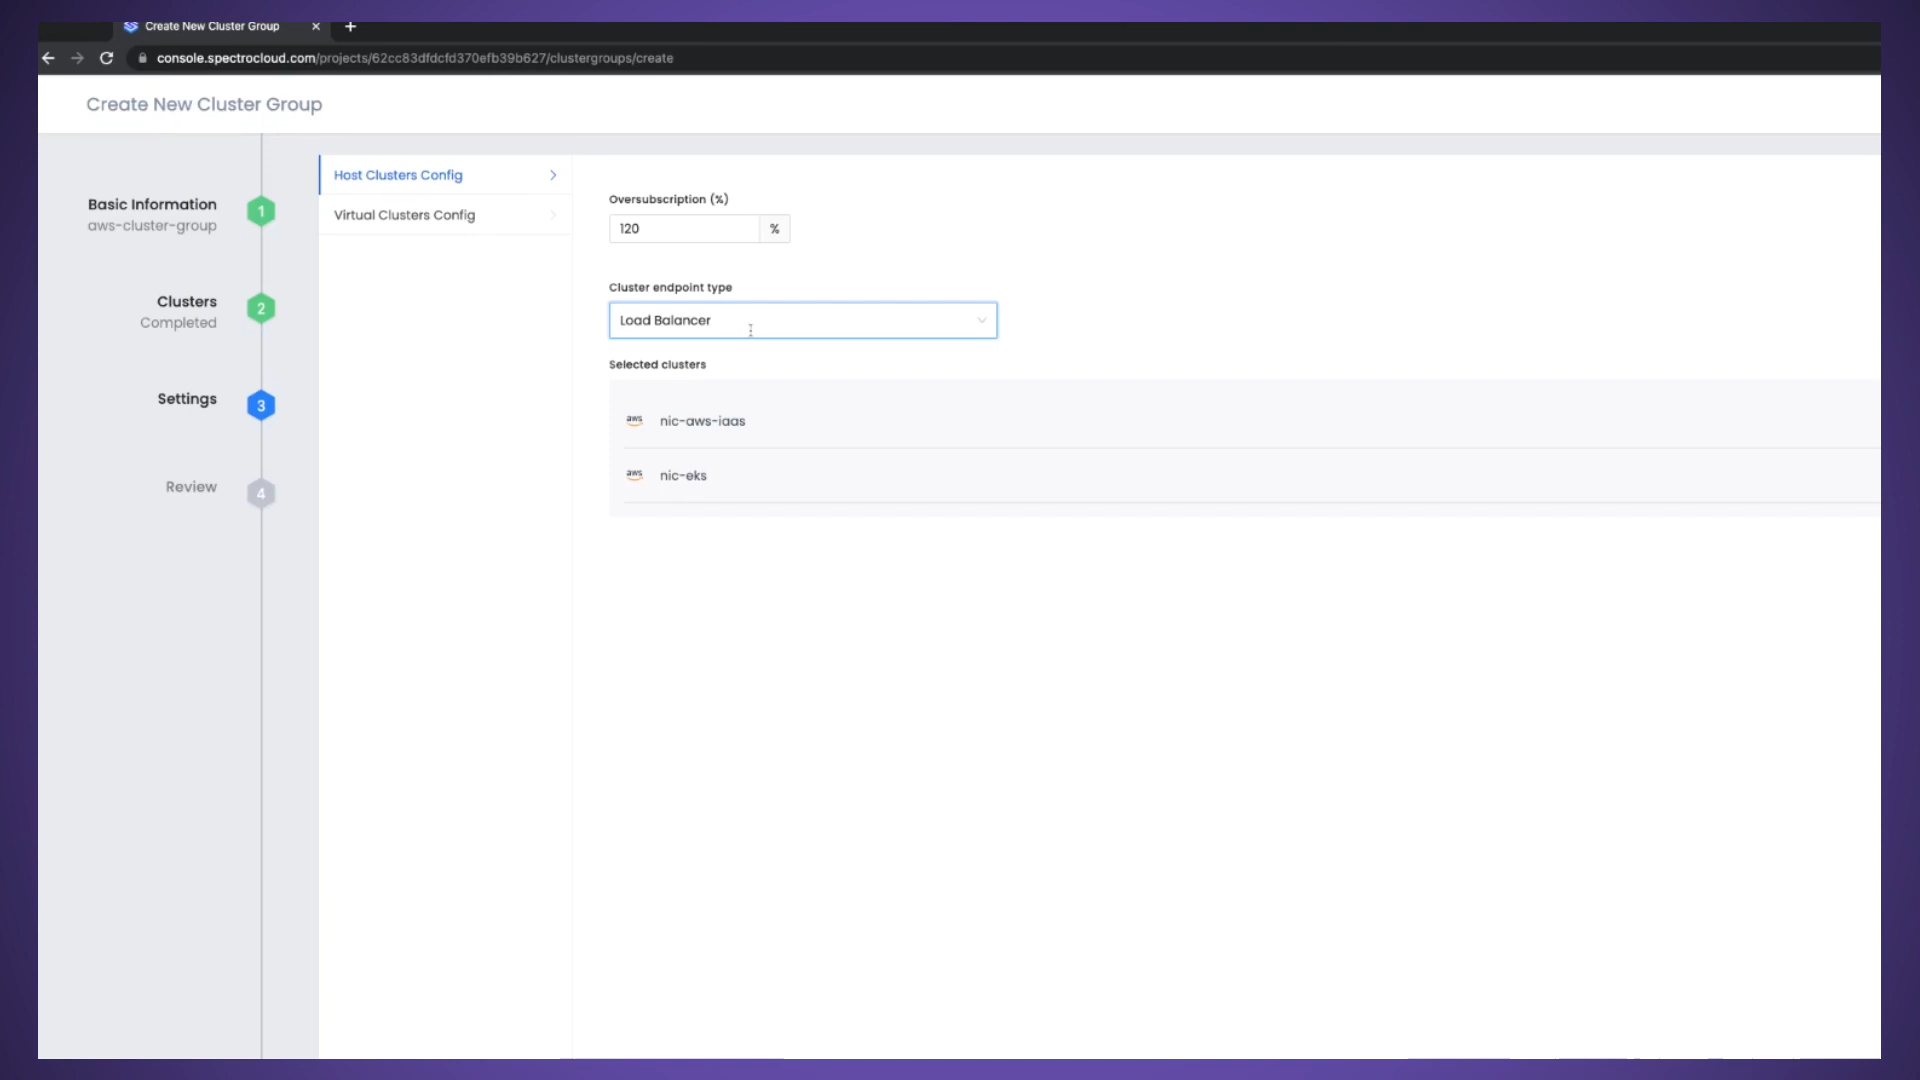 Create New Cluster Group
console.spectrocloud.com/projects/62cc83dfdcfd370efb39b627/clustergroups/create
Create New Cluster Group
Basic Information
aws-cluster-group
1
Clusters
Completed
2
Settings
3
Review
4
Host Clusters Config
Virtual Clusters Config
Oversubscription (%)
120 %
Cluster endpoint type
Load Balancer
Selected clusters
aws nic-aws-iaas
aws nic-eks